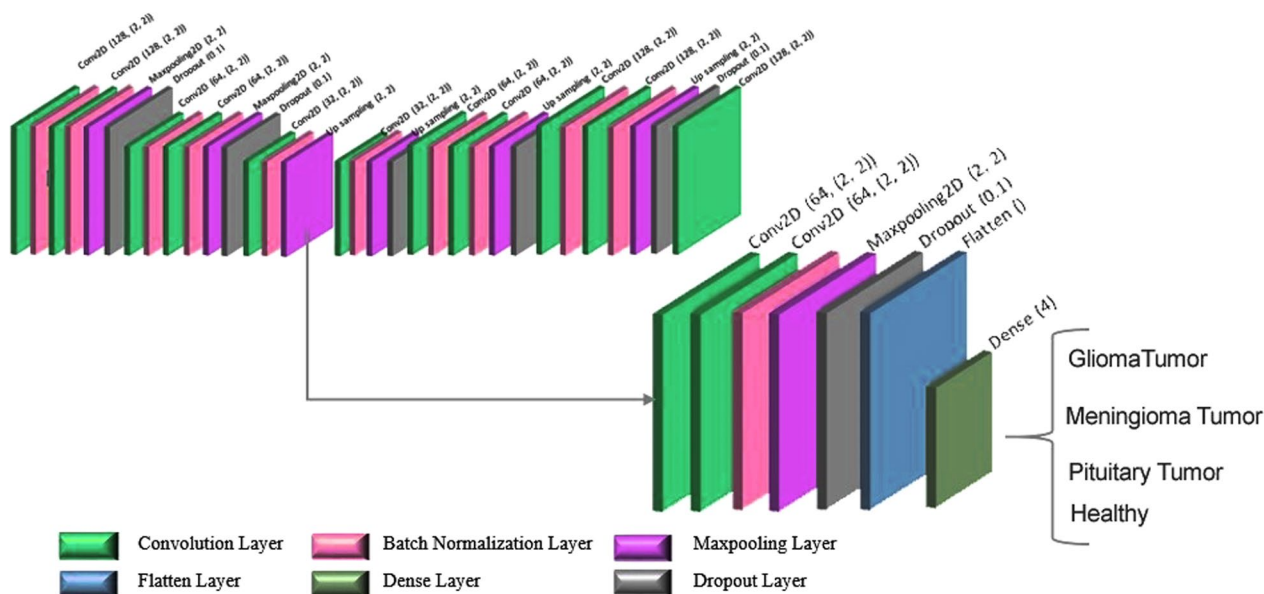 Conv2D (128, (2, 2))
Conv2D (128, (2, 2))
Maxpooling2D (2, 2)
Dropout (0.1)
Conv2D (64, (2, 2))
Conv2D (64, (2, 2))
Maxpooling2D (2, 2)
Dropout (0.1)
Conv2D (32, (2, 2))
Up sampling (2, 2)
Conv2D (32, (2, 2))
Up sampling (2, 2)
Conv2D (64, (2, 2))
Conv2D (64, (2, 2))
Up sampling (2, 2)
Conv2D (128, (2, 2))
Conv2D (128, (2, 2))
Up sampling (2, 2)
Dropout (0.1)
Conv2D (128, (2, 2))
Conv2D (64, (2, 2))
Conv2D (64, (2, 2))
Maxpooling2D (2, 2)
Dropout (0.1)
Flatten ()
Dense (4)
GliomaTumor
Meningioma Tumor
Pituitary Tumor
Healthy
Convolution Layer
Batch Normalization Layer
Maxpooling Layer
Flatten Layer
Dense Layer
Dropout Layer